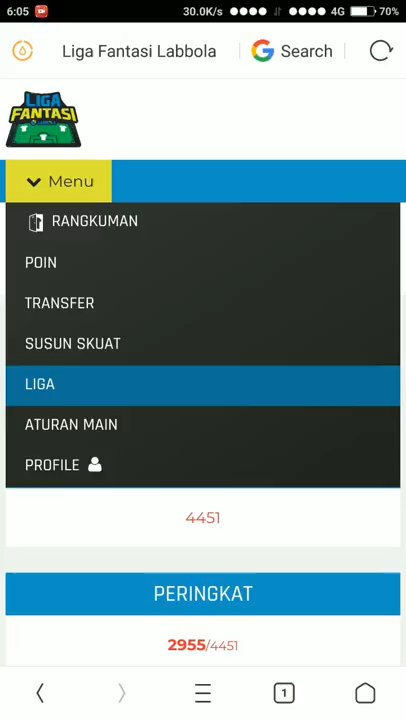 6:05 30.0K/s 4G 70%
Liga Fantasi Labbola Search
LIGA
FANTASI
Menu
RANGKUMAN
POIN
TRANSFER
SUSUN SKUAT
LIGA
ATURAN MAIN
PROFILE
4451
PERINGKAT
2955/4451
1